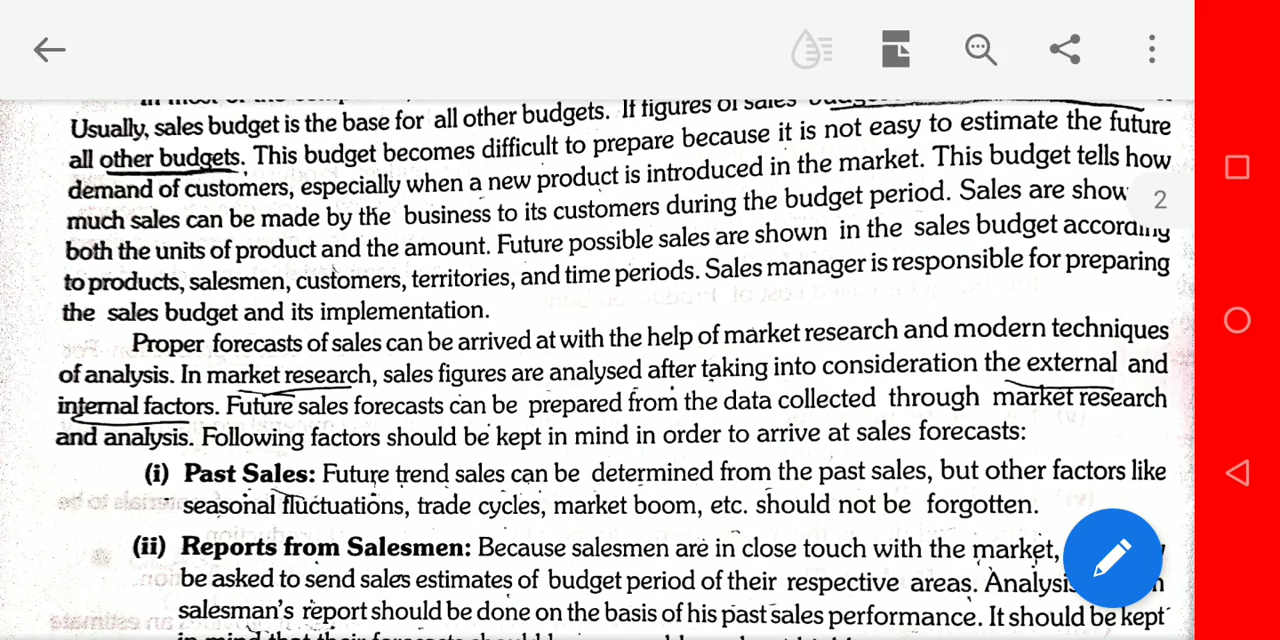 Usually, sales budget is the base for all other budgets. If figures of sales
all other budgets. This budget becomes difficult to prepare because it is not easy to estimate the future
demand of customers, especially when a new product is introduced in the market. This budget tells how
much sales can be made by the business to its customers during the budget period. Sales are show
2
both the units of product and the amount. Future possible sales are shown in the sales budget according
to products, salesmen, customers, territories, and time periods. Sales manager is responsible for preparing
the sales budget and its implementation.
Proper forecasts of sales can be arrived at with the help of market research and modern techniques
of analysis. In market research, sales figures are analysed after taking into consideration the external and
internal factors. Future sales forecasts can be prepared from the data collected through market research
and analysis. Following factors should be kept in mind in order to arrive at sales forecasts:
(i) Past Sales: Future trend sales can be determined from the past sales, but other factors like
seasonal fluctuations, trade cycles, market boom, etc. should not be forgotten.
(ii) Reports from Salesmen: Because salesmen are in close touch with the market,
be asked to send sales estimates of budget period of their respective areas.
salesman's report should be done on the basis of his past sales performance. It should be kept